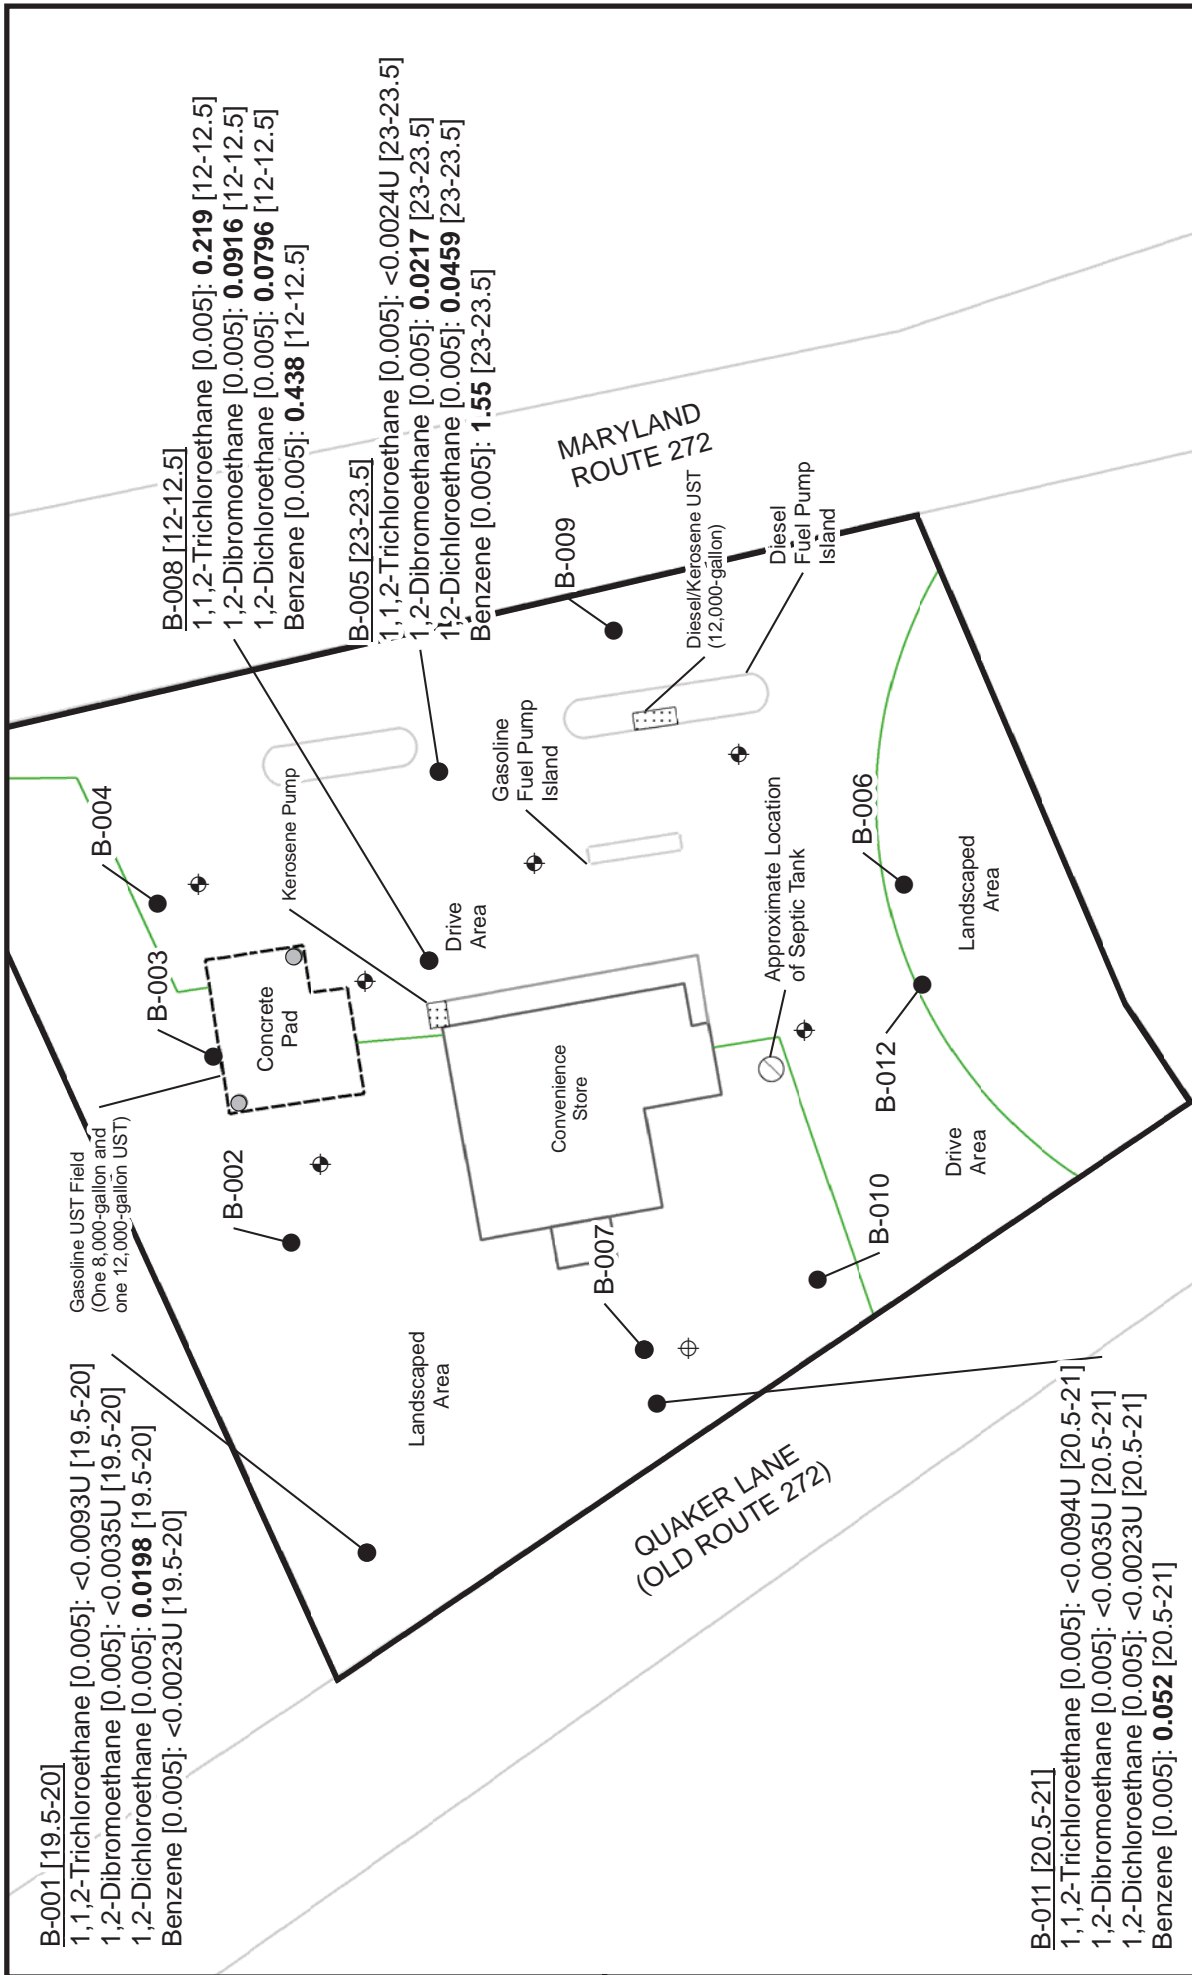 B-001 [19.5-20]
1,1,2-Trichloroethane [0.005]: <0.0093U [19.5-20]
1,2-Dibromoethane [0.005]: <0.0035U [19.5-20]
1,2-Dichloroethane [0.005]: 0.0198 [19.5-20]
Benzene [0.005]: <0.0023U [19.5-20]
Gasoline UST Field
(One 8,000-gallon and
one 12,000-gallon UST)
B-004
B-003
B-002
Concrete
Pad
Kerosene Pump
B-008 [12-12.5]
1,1,2-Trichloroethane [0.005]: 0.219 [12-12.5]
1,2-Dibromoethane [0.005]: 0.0916 [12-12.5]
1,2-Dichloroethane [0.005]: 0.0796 [12-12.5]
Benzene [0.005]: 0.438 [12-12.5]
B-005 [23-23.5]
1,1,2-Trichloroethane [0.005]: <0.0024U [23-23.5]
1,2-Dibromoethane [0.005]: 0.0217 [23-23.5]
1,2-Dichloroethane [0.005]: 0.0459 [23-23.5]
Benzene [0.005]: 1.55 [23-23.5]
Landscaped
Area
Drive
Area
Gasoline
Fuel Pump
Island
B-009
MARYLAND
ROUTE 272
Convenience
Store
B-007
Diesel/Kerosene UST
(12,000-gallon)
Diesel
Fuel Pump
Island
QUAKER LANE
(OLD ROUTE 272)
Approximate Location
of Septic Tank
B-006
B-012
B-010
Drive
Area
Landscaped
Area
B-011 [20.5-21]
1,1,2-Trichloroethane [0.005]: <0.0094U [20.5-21]
1,2-Dibromoethane [0.005]: <0.0035U [20.5-21]
1,2-Dichloroethane [0.005]: <0.0023U [20.5-21]
Benzene [0.005]: 0.052 [20.5-21]